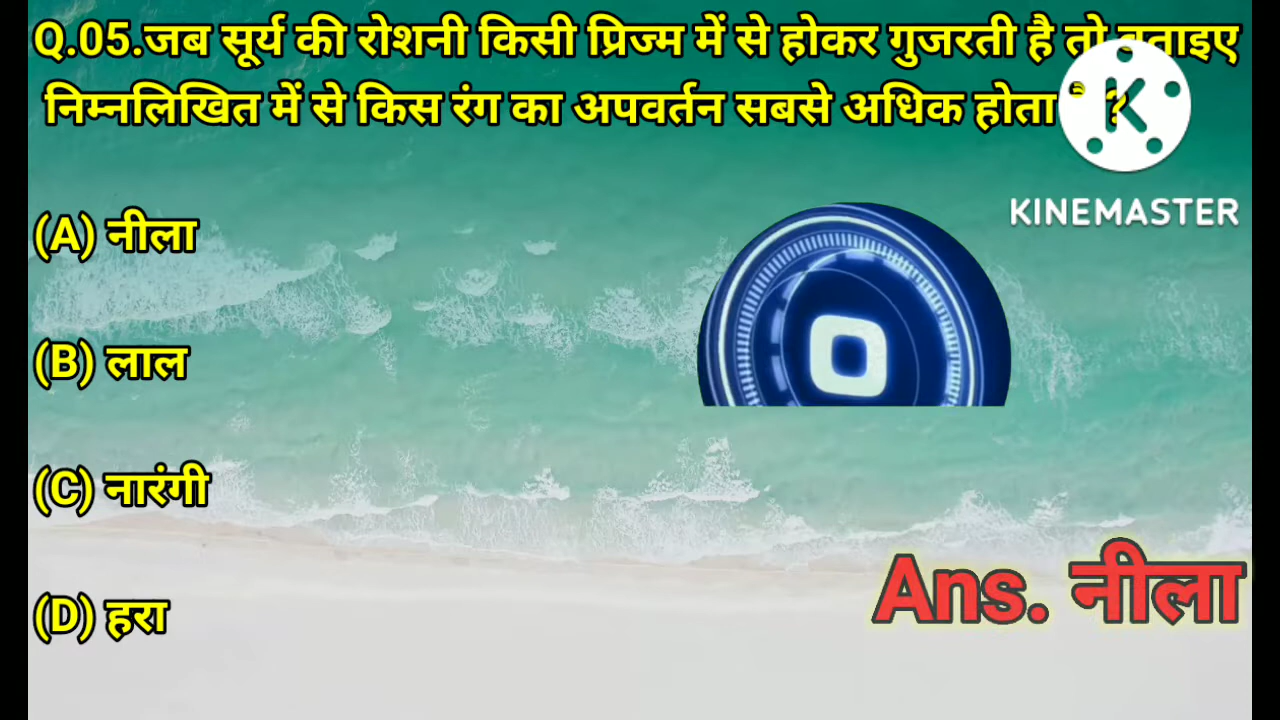 Q.05.जब सूर्य की रोशनी किसी प्रिज्म में से होकर गुजरती है तो बताइए
निम्नलिखित में से किस रंग का अपवर्तन सबसे अधिक होता ?
KINEMASTER
(A) नीला
(B) लाल
(C) नारंगी
(D) हरा
Ans. नीला